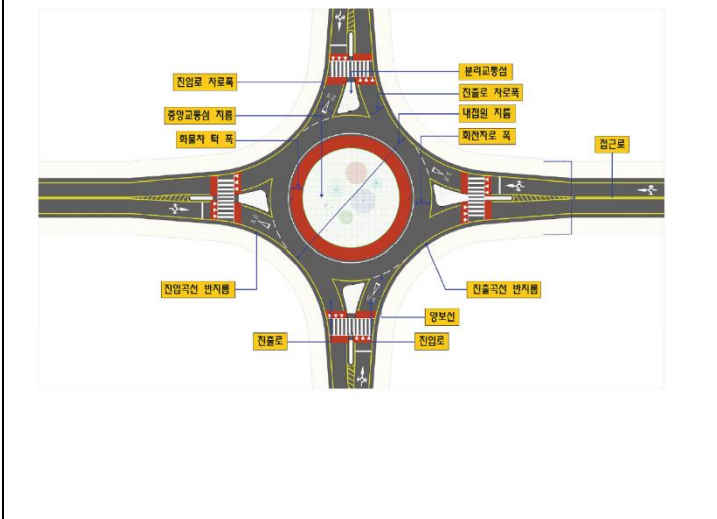 진입로 차로폭
분리교통섬
진출로 차로폭
중앙교통섬 지름
내접원 지름
화물차 턱 폭
회전차로 폭
접근로
진입곡선 반지름
진출곡선 반지름
양보선
진출로
진입로